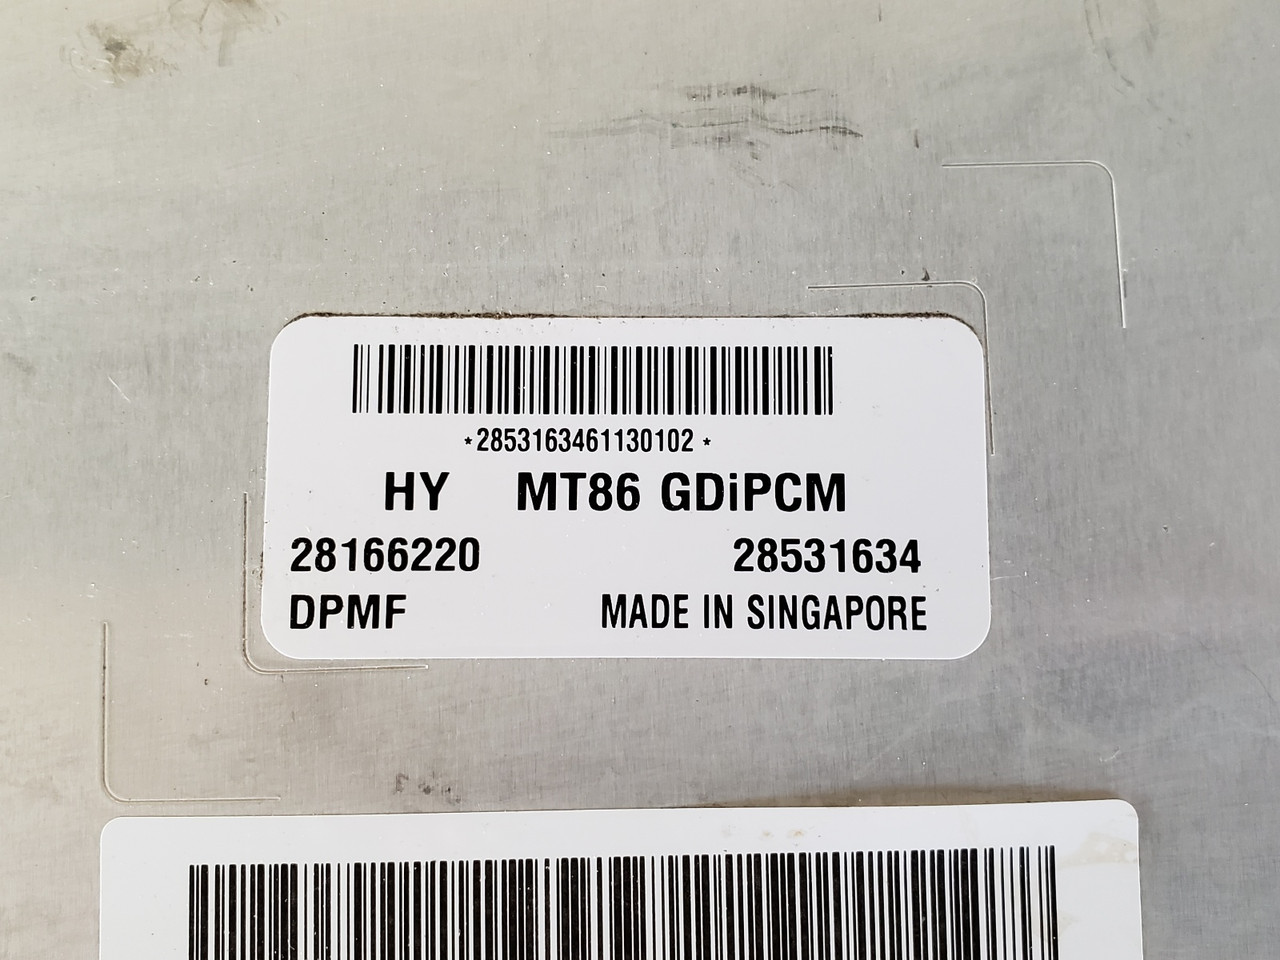 *2853163461130102 *
HY MT86 GDiPCM
28166220 28531634
DPMF MADE IN SINGAPORE